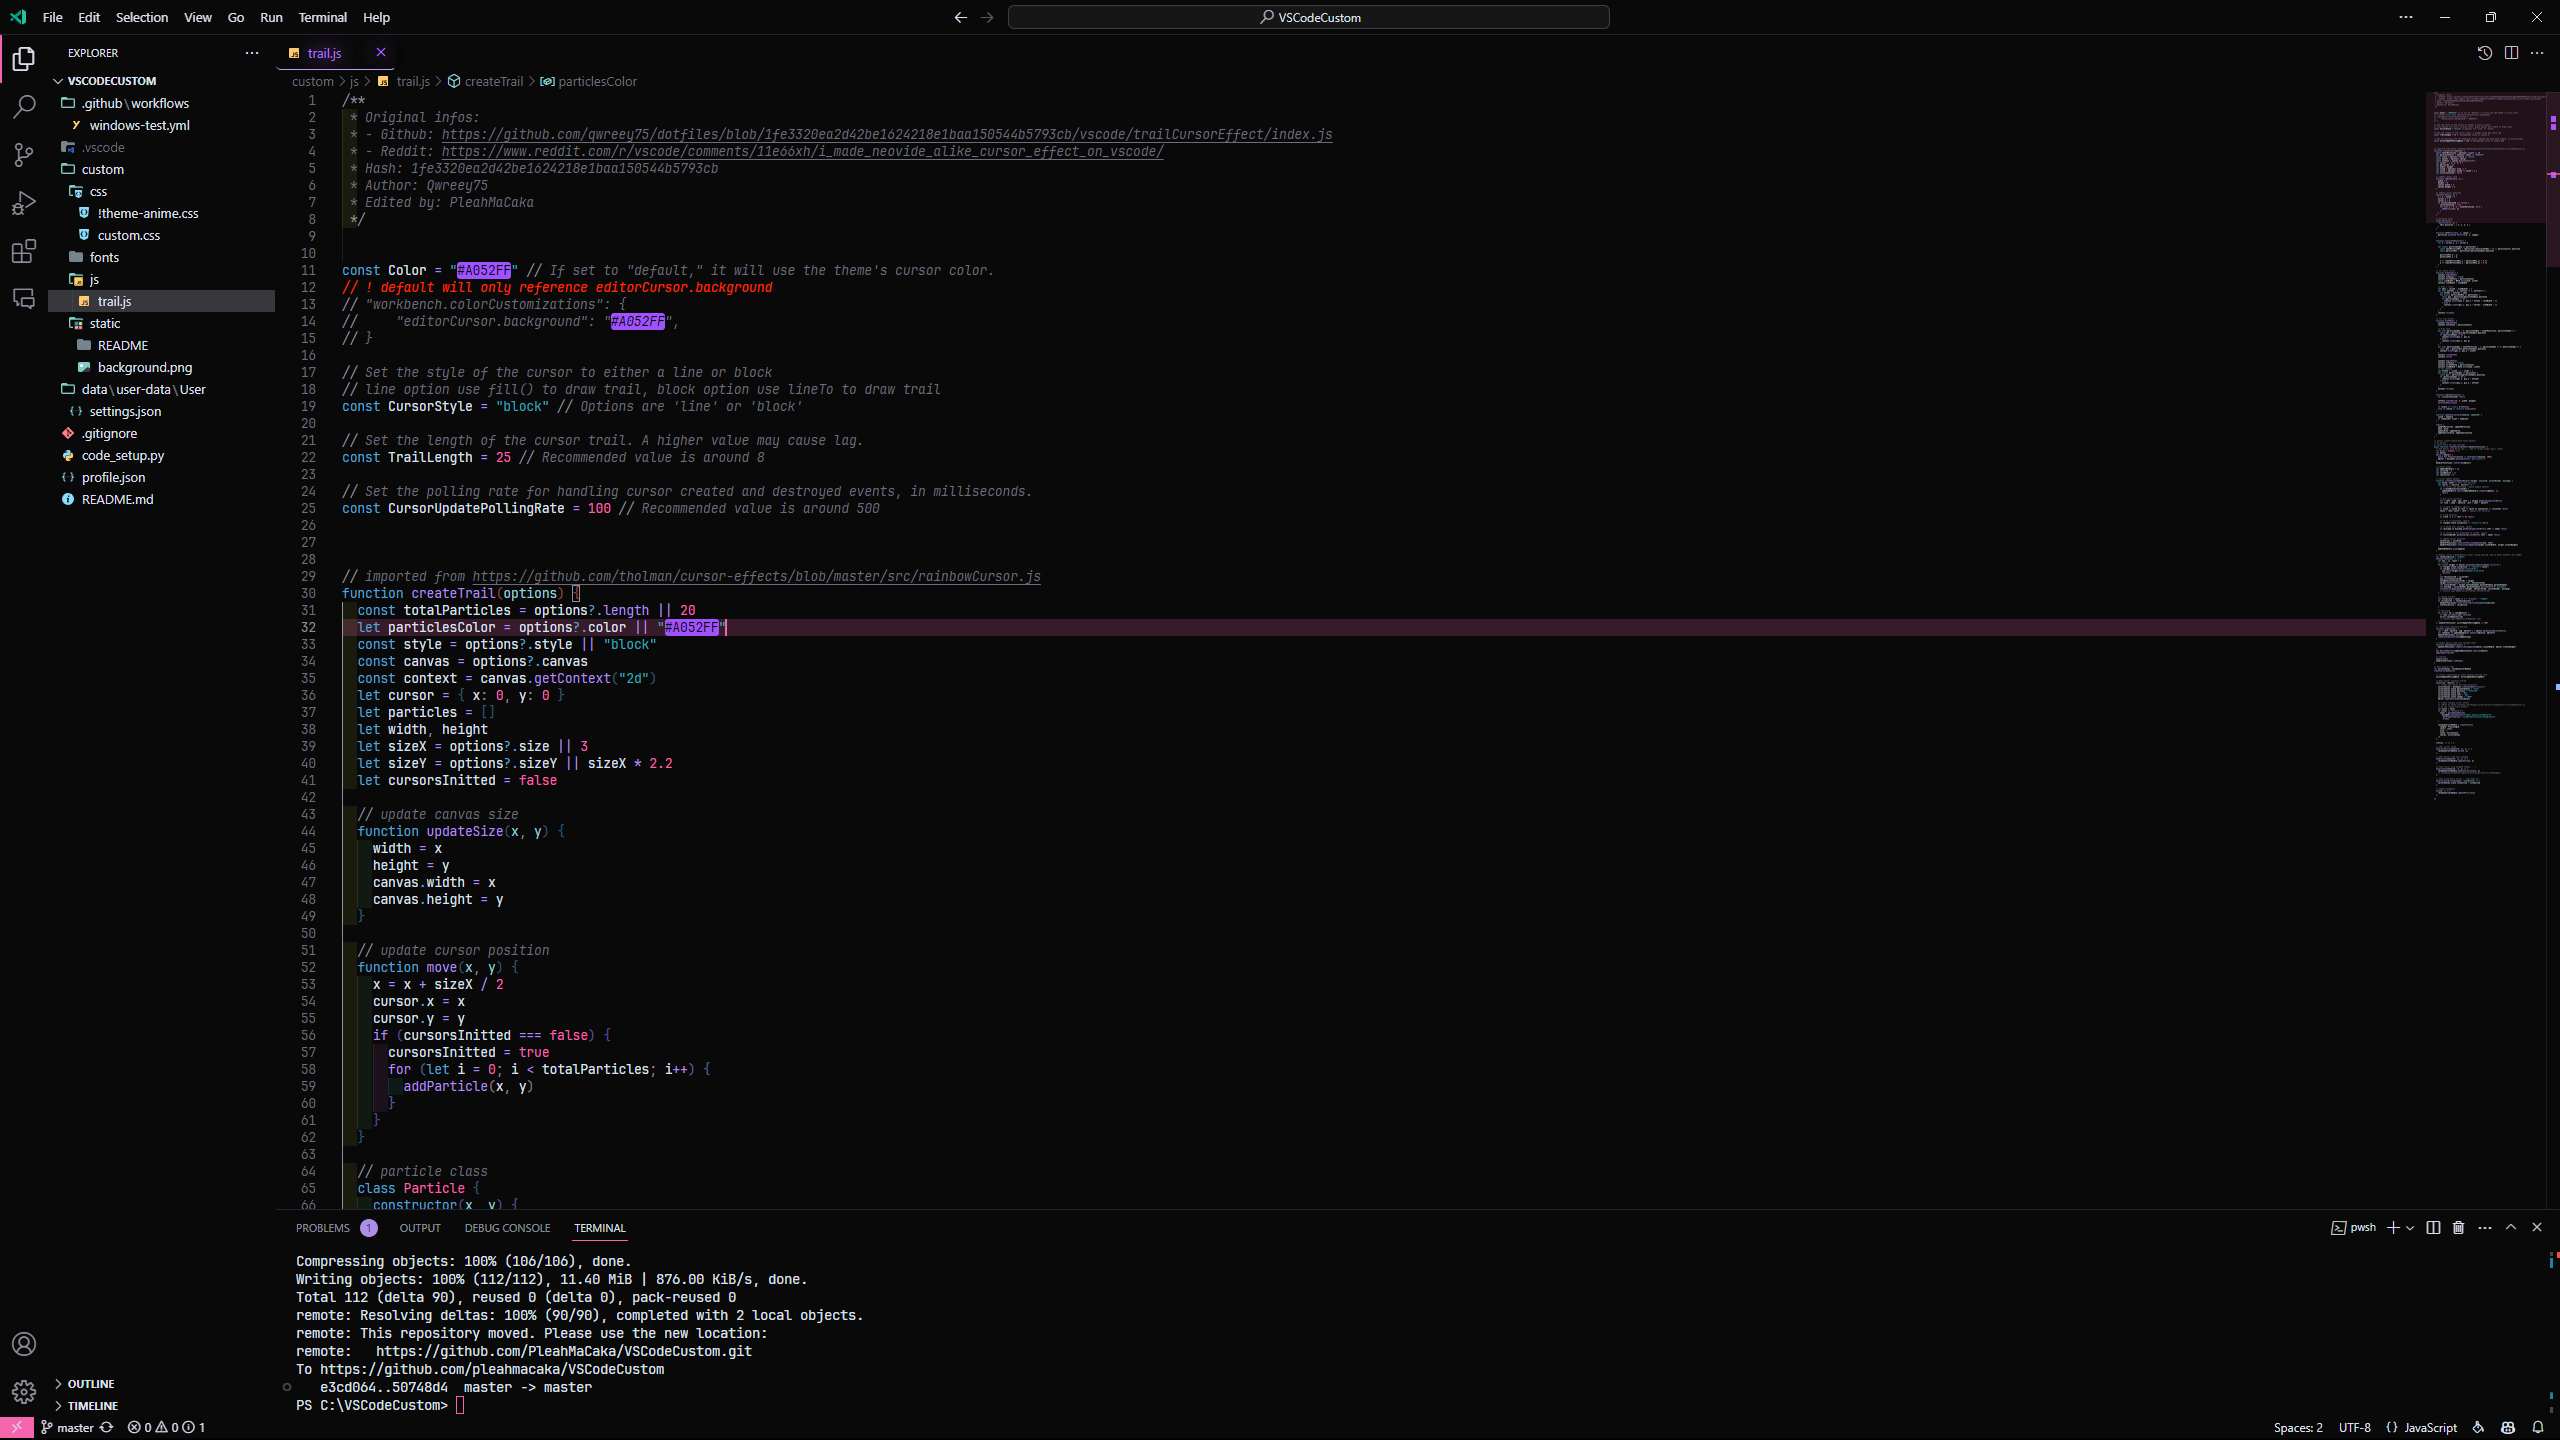 File Edit Selection View Go Run Terminal Help
VSCodeCustom
EXPLORER
VSCODECUSTOM
.github\workflows
windows-test.yml
.vscode
custom
css
!theme-anime.css
custom.css
fonts
js
trail.js
static
README
background.png
data\user-data\User
settings.json
.gitignore
code_setup.py
profile.json
README.md
OUTLINE
TIMELINE
trail.js
custom > js > trail.js > createTrail > particlesColor
1 /**
2 * Original infos:
3 * - Github: https://github.com/qwreey75/dotfiles/blob/1fe3320ea2d42be1624218e1baa150544b5793cb/vscode/trailCursorEffect/index.js
4 * - Reddit: https://www.reddit.com/r/vscode/comments/11e66xh/i_made_neovide_alike_cursor_effect_on_vscode/
5 * Hash: 1fe3320ea2d42be1624218e1baa150544b5793cb
6 * Author: Qwreey75
7 * Edited by: PleahMaCaka
8 */
9
10
11 const Color = "#A052FF" // If set to "default," it will use the theme's cursor color.
12 // ! default will only reference editorCursor.background
13 // "workbench.colorCustomizations": {
14 //     "editorCursor.background": "#A052FF",
15 // }
16
17 // Set the style of the cursor to either a line or block
18 // line option use fill() to draw trail, block option use lineTo to draw trail
19 const CursorStyle = "block" // Options are 'line' or 'block'
20
21 // Set the length of the cursor trail. A higher value may cause lag.
22 const TrailLength = 25 // Recommended value is around 8
23
24 // Set the polling rate for handling cursor created and destroyed events, in milliseconds.
25 const CursorUpdatePollingRate = 100 // Recommended value is around 500
26
27
28
29 // imported from https://github.com/tholman/cursor-effects/blob/master/src/rainbowCursor.js
30 function createTrail(options) {
31 const totalParticles = options?.length || 20
32 let particlesColor = options?.color || "#A052FF"
33 const style = options?.style || "block"
34 const canvas = options?.canvas
35 const context = canvas.getContext("2d")
36 let cursor = { x: 0, y: 0 }
37 let particles = []
38 let width, height
39 let sizeX = options?.size || 3
40 let sizeY = options?.sizeY || sizeX * 2.2
41 let cursorsInitted = false
42
43 // update canvas size
44 function updateSize(x, y) {
45 width = x
46 height = y
47 canvas.width = x
48 canvas.height = y
49 }
50
51 // update cursor position
52 function move(x, y) {
53 x = x + sizeX / 2
54 cursor.x = x
55 cursor.y = y
56 if (cursorsInitted === false) {
57 cursorsInitted = true
58 for (let i = 0; i < totalParticles; i++) {
59 addParticle(x, y)
60 }
61 }
62 }
63
64 // particle class
65 class Particle {
66 constructor(x, y) {
PROBLEMS 1 OUTPUT DEBUG CONSOLE TERMINAL
pwsh
Compressing objects: 100% (106/106), done.
Writing objects: 100% (112/112), 11.40 MiB | 876.00 KiB/s, done.
Total 112 (delta 90), reused 0 (delta 0), pack-reused 0
remote: Resolving deltas: 100% (90/90), completed with 2 local objects.
remote: This repository moved. Please use the new location:
remote:   https://github.com/PleahMaCaka/VSCodeCustom.git
To https://github.com/pleahmacaka/VSCodeCustom
e3cd064..50748d4  master -> master
PS C:\VSCodeCustom>
master 0 0 1 Spaces: 2 UTF-8 {} JavaScript